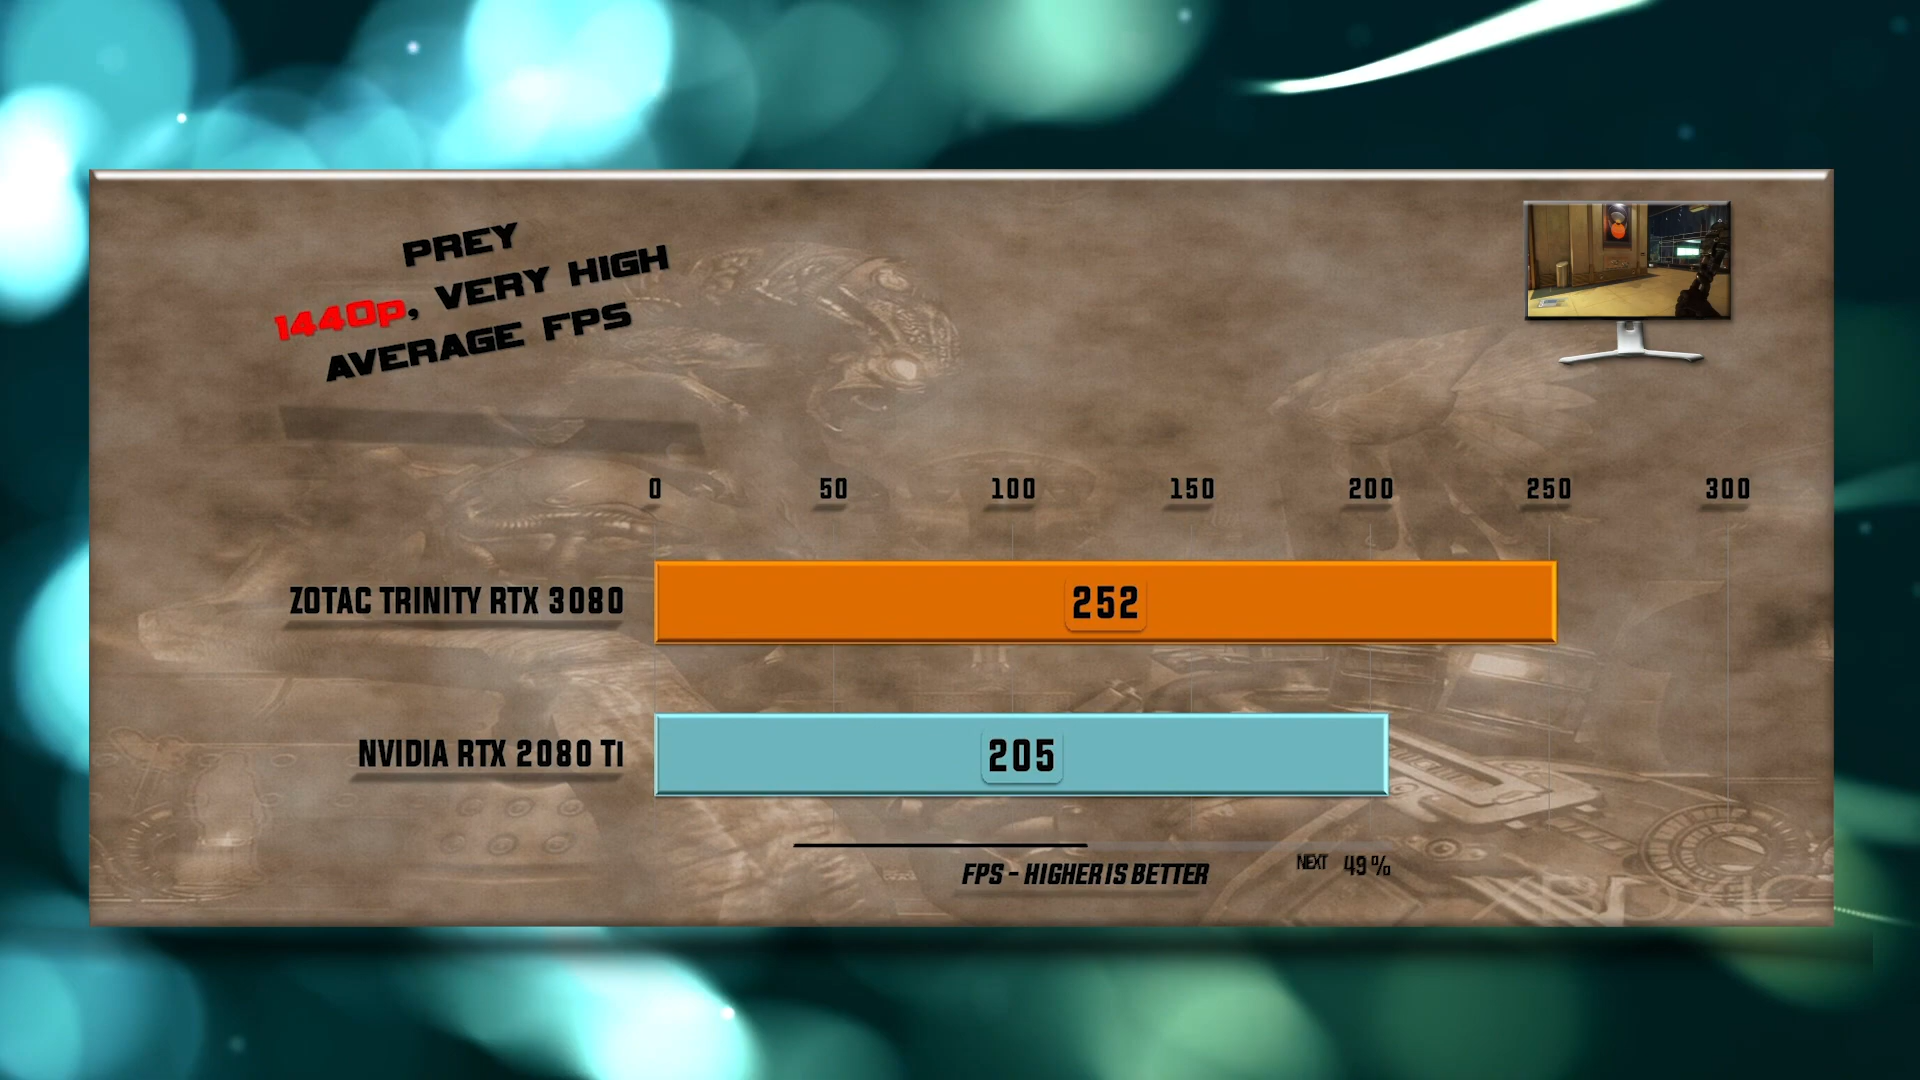 PREY
1440p, VERY HIGH
AVERAGE FPS
0 50 100 150 200 250 300
ZOTAC TRINITY RTX 3080 252
NVIDIA RTX 2080 TI 205
FPS - HIGHER IS BETTER
NEXT 49%